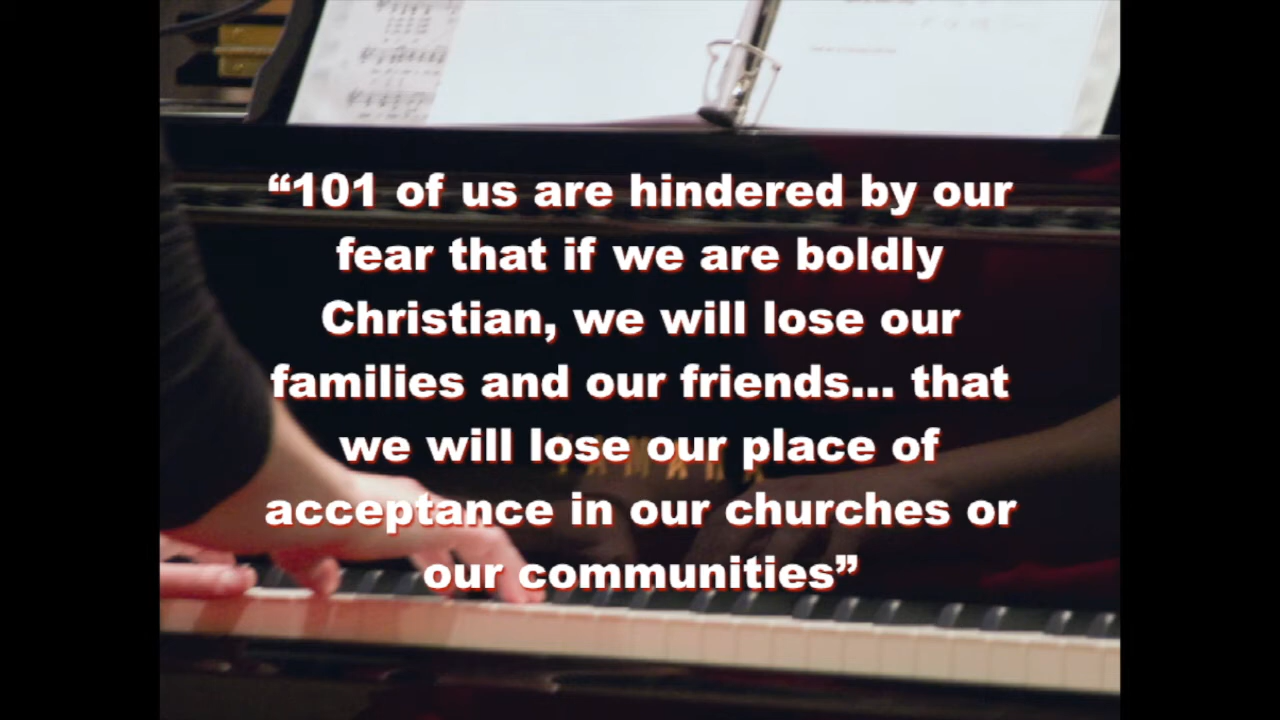 “101 of us are hindered by our
fear that if we are boldly
Christian, we will lose our
families and our friends... that
we will lose our place of
acceptance in our churches or
our communities”
YAMAHA